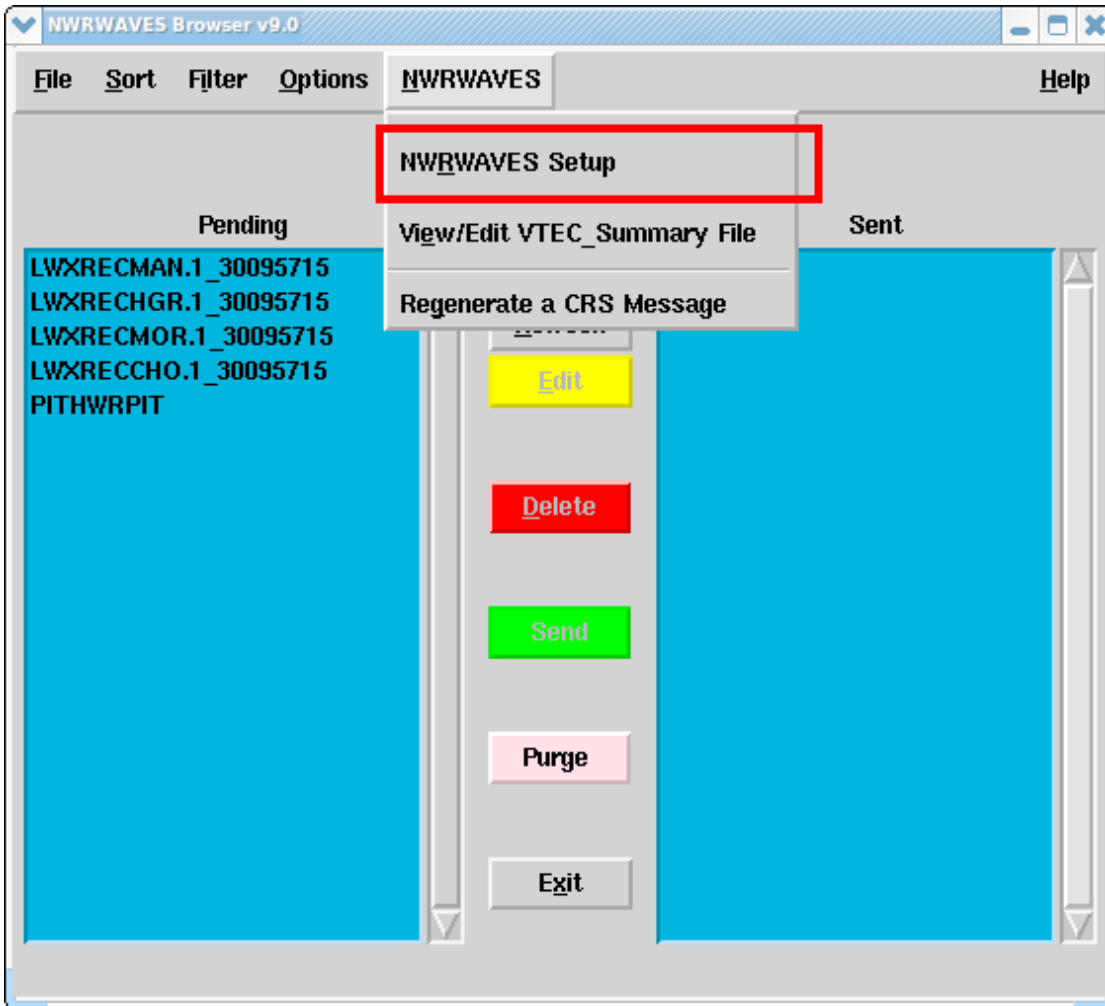 NWRWAVES Browser v9.0
File Sort Filter Options NWRWAVES Help
NWRWAVES Setup
View/Edit VTEC_Summary File
Regenerate a CRS Message
Pending
Sent
LWXRECMAN.1_30095715
LWXRECHGR.1_30095715
LWXRECMOR.1_30095715
LWXRECCHO.1_30095715
PITHWRPIT
Edit
Delete
Send
Purge
Exit